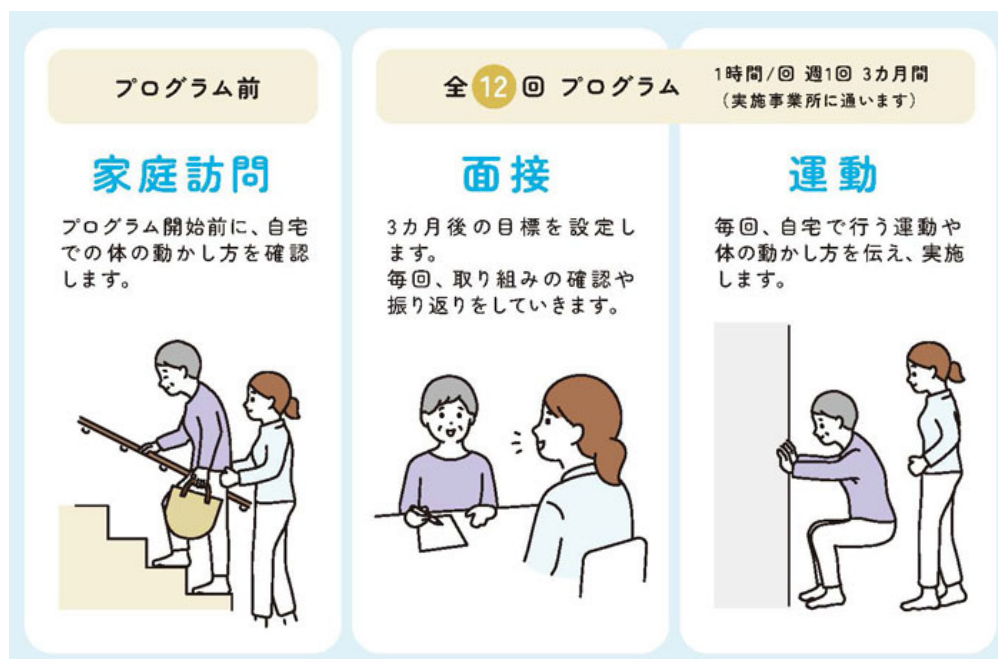 プログラム前
家庭訪問
プログラム開始前に、自宅
での体の動かし方を確認
します。
全12回 プログラム
1時間/回 週1回 3カ月間
（実施事業所に通います）
面接
3カ月後の目標を設定し
ます。
毎回、取り組みの確認や
振り返りをしていきます。
運動
毎回、自宅で行う運動や
体の動かし方を伝え、実施
します。